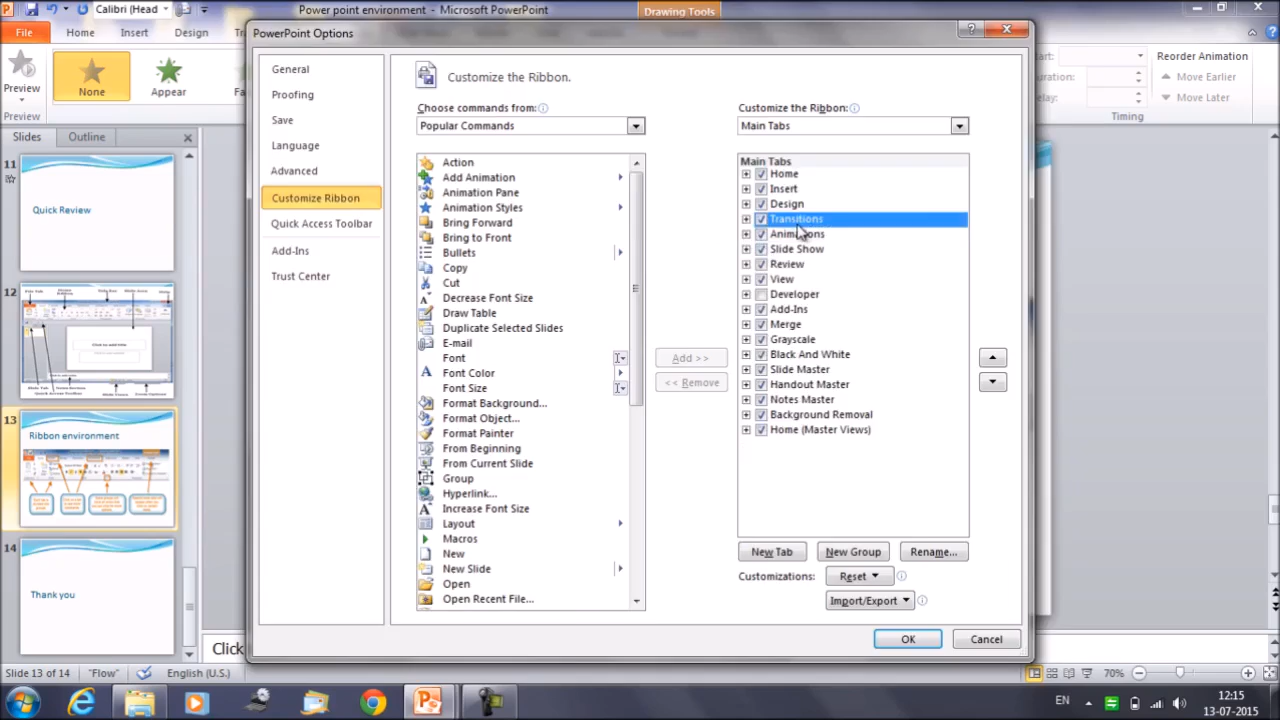 Calibri (Head
Power point environment - Microsoft PowerPoint
Drawing Tools
File
Home
Insert
Design
PowerPoint Options
Preview
None
Appear
Preview
Reorder Animation
Move Earlier
Move Later
Timing
Slides
Outline
11
Quick Review
12
13
Ribbon environment
14
Thank you
General
Proofing
Save
Language
Advanced
Customize Ribbon
Quick Access Toolbar
Add-Ins
Trust Center
Customize the Ribbon.
Choose commands from:
Popular Commands
Action
Add Animation
Animation Pane
Animation Styles
Bring Forward
Bring to Front
Bullets
Copy
Cut
Decrease Font Size
Draw Table
Duplicate Selected Slides
E-mail
Font
Font Color
Font Size
Format Background...
Format Object...
Format Painter
From Beginning
From Current Slide
Group
Hyperlink...
Increase Font Size
Layout
Macros
New
New Slide
Open
Open Recent File...
Add >>
<< Remove
Customize the Ribbon:
Main Tabs
Main Tabs
Home
Insert
Design
Transitions
Animations
Slide Show
Review
View
Developer
Add-Ins
Merge
Grayscale
Black And White
Slide Master
Handout Master
Notes Master
Background Removal
Home (Master Views)
New Tab
New Group
Rename...
Customizations:
Reset
Import/Export
OK
Cancel
Click
Slide 13 of 14
"Flow"
English (U.S.)
70%
EN
12:15
13-07-2015